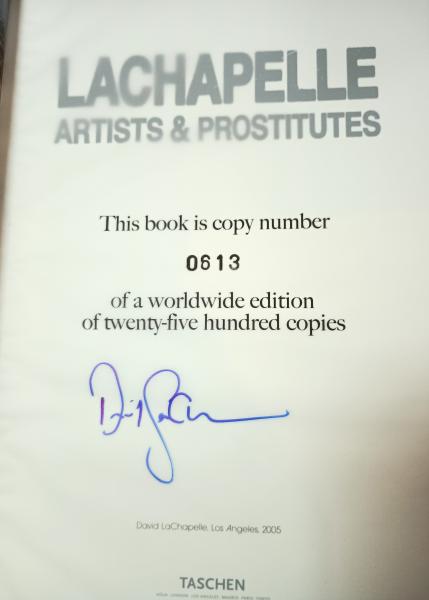 LACHAPELLE
ARTISTS & PROSTITUTES
This book is copy number
0613
of a worldwide edition
of twenty-five hundred copies
David LaChapelle, Los Angeles, 2005
TASCHEN